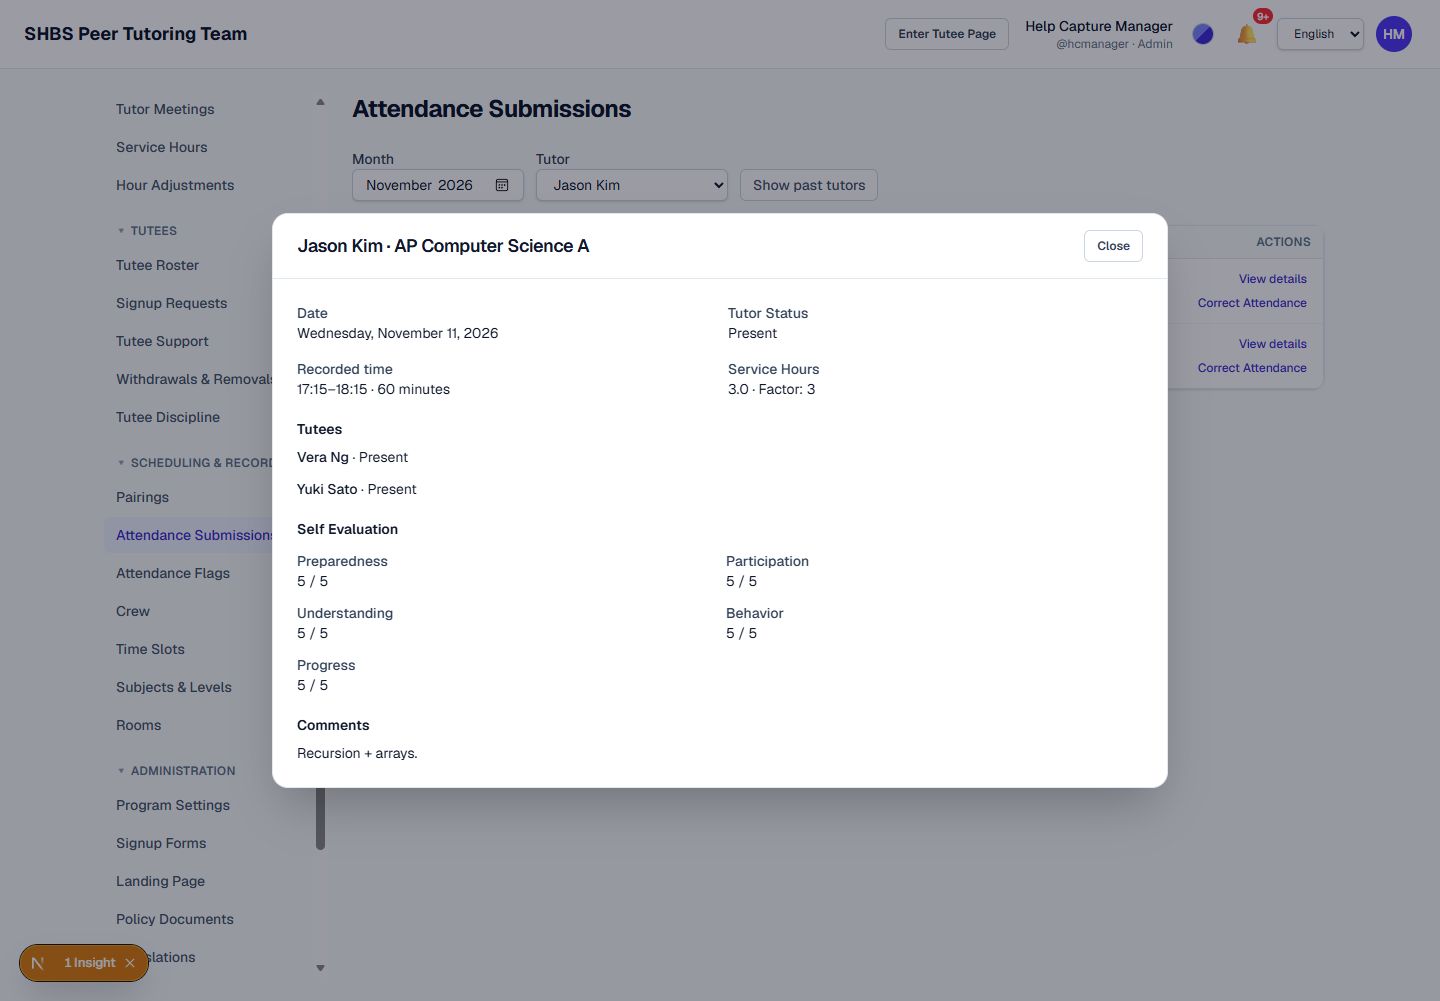 SHBS Peer Tutoring Team
Enter Tutee Page
Help Capture Manager
@hcmanager · Admin
9+
English
HM
Tutor Meetings
Service Hours
Hour Adjustments
TUTEES
Tutee Roster
Signup Requests
Tutee Support
Withdrawals & Removals
Tutee Discipline
SCHEDULING & RECORD
Pairings
Attendance Submissions
Attendance Flags
Crew
Time Slots
Subjects & Levels
Rooms
ADMINISTRATION
Program Settings
Signup Forms
Landing Page
Policy Documents
slations
1 Insight
Attendance Submissions
Month
November 2026
Tutor
Jason Kim
Show past tutors
ACTIONS
View details
Correct Attendance
View details
Correct Attendance
Jason Kim · AP Computer Science A
Close
Date
Wednesday, November 11, 2026
Tutor Status
Present
Recorded time
17:15–18:15 · 60 minutes
Service Hours
3.0 · Factor: 3
Tutees
Vera Ng · Present
Yuki Sato · Present
Self Evaluation
Preparedness
5 / 5
Participation
5 / 5
Understanding
5 / 5
Behavior
5 / 5
Progress
5 / 5
Comments
Recursion + arrays.